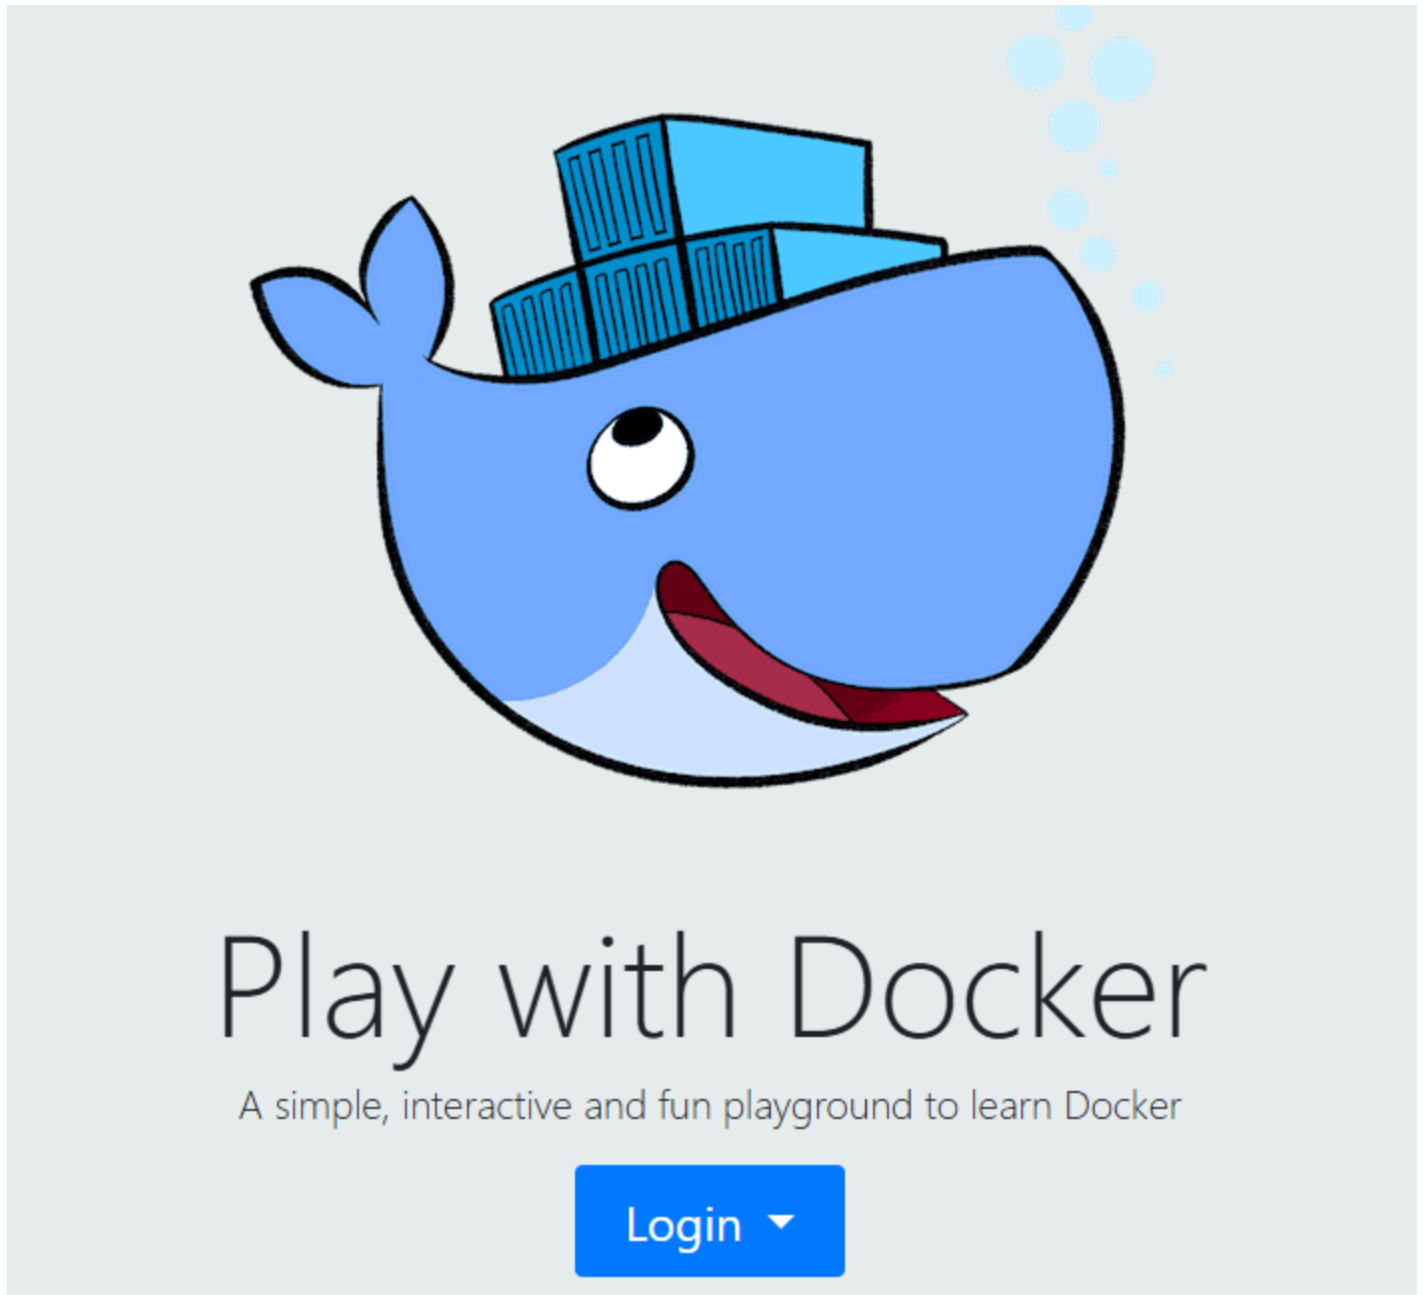 Play with Docker
A simple, interactive and fun playground to learn Docker
Login